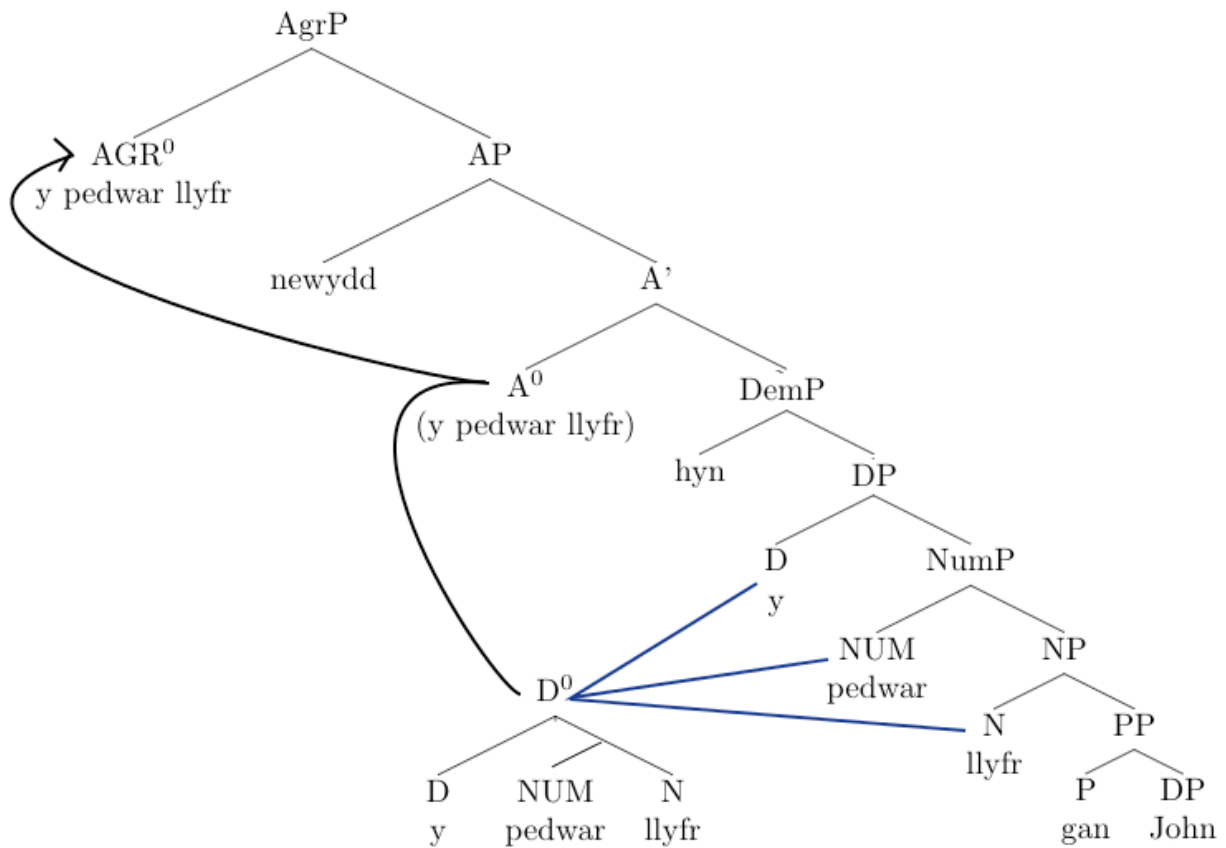 AgrP
AGR⁰ AP
y pedwar llyfr
newydd A'
A⁰ DemP
(y pedwar llyfr)
hyn DP
D NumP
y
NUM NP
pedwar
D⁰ N PP
llyfr
D NUM N P DP
y pedwar llyfr gan John